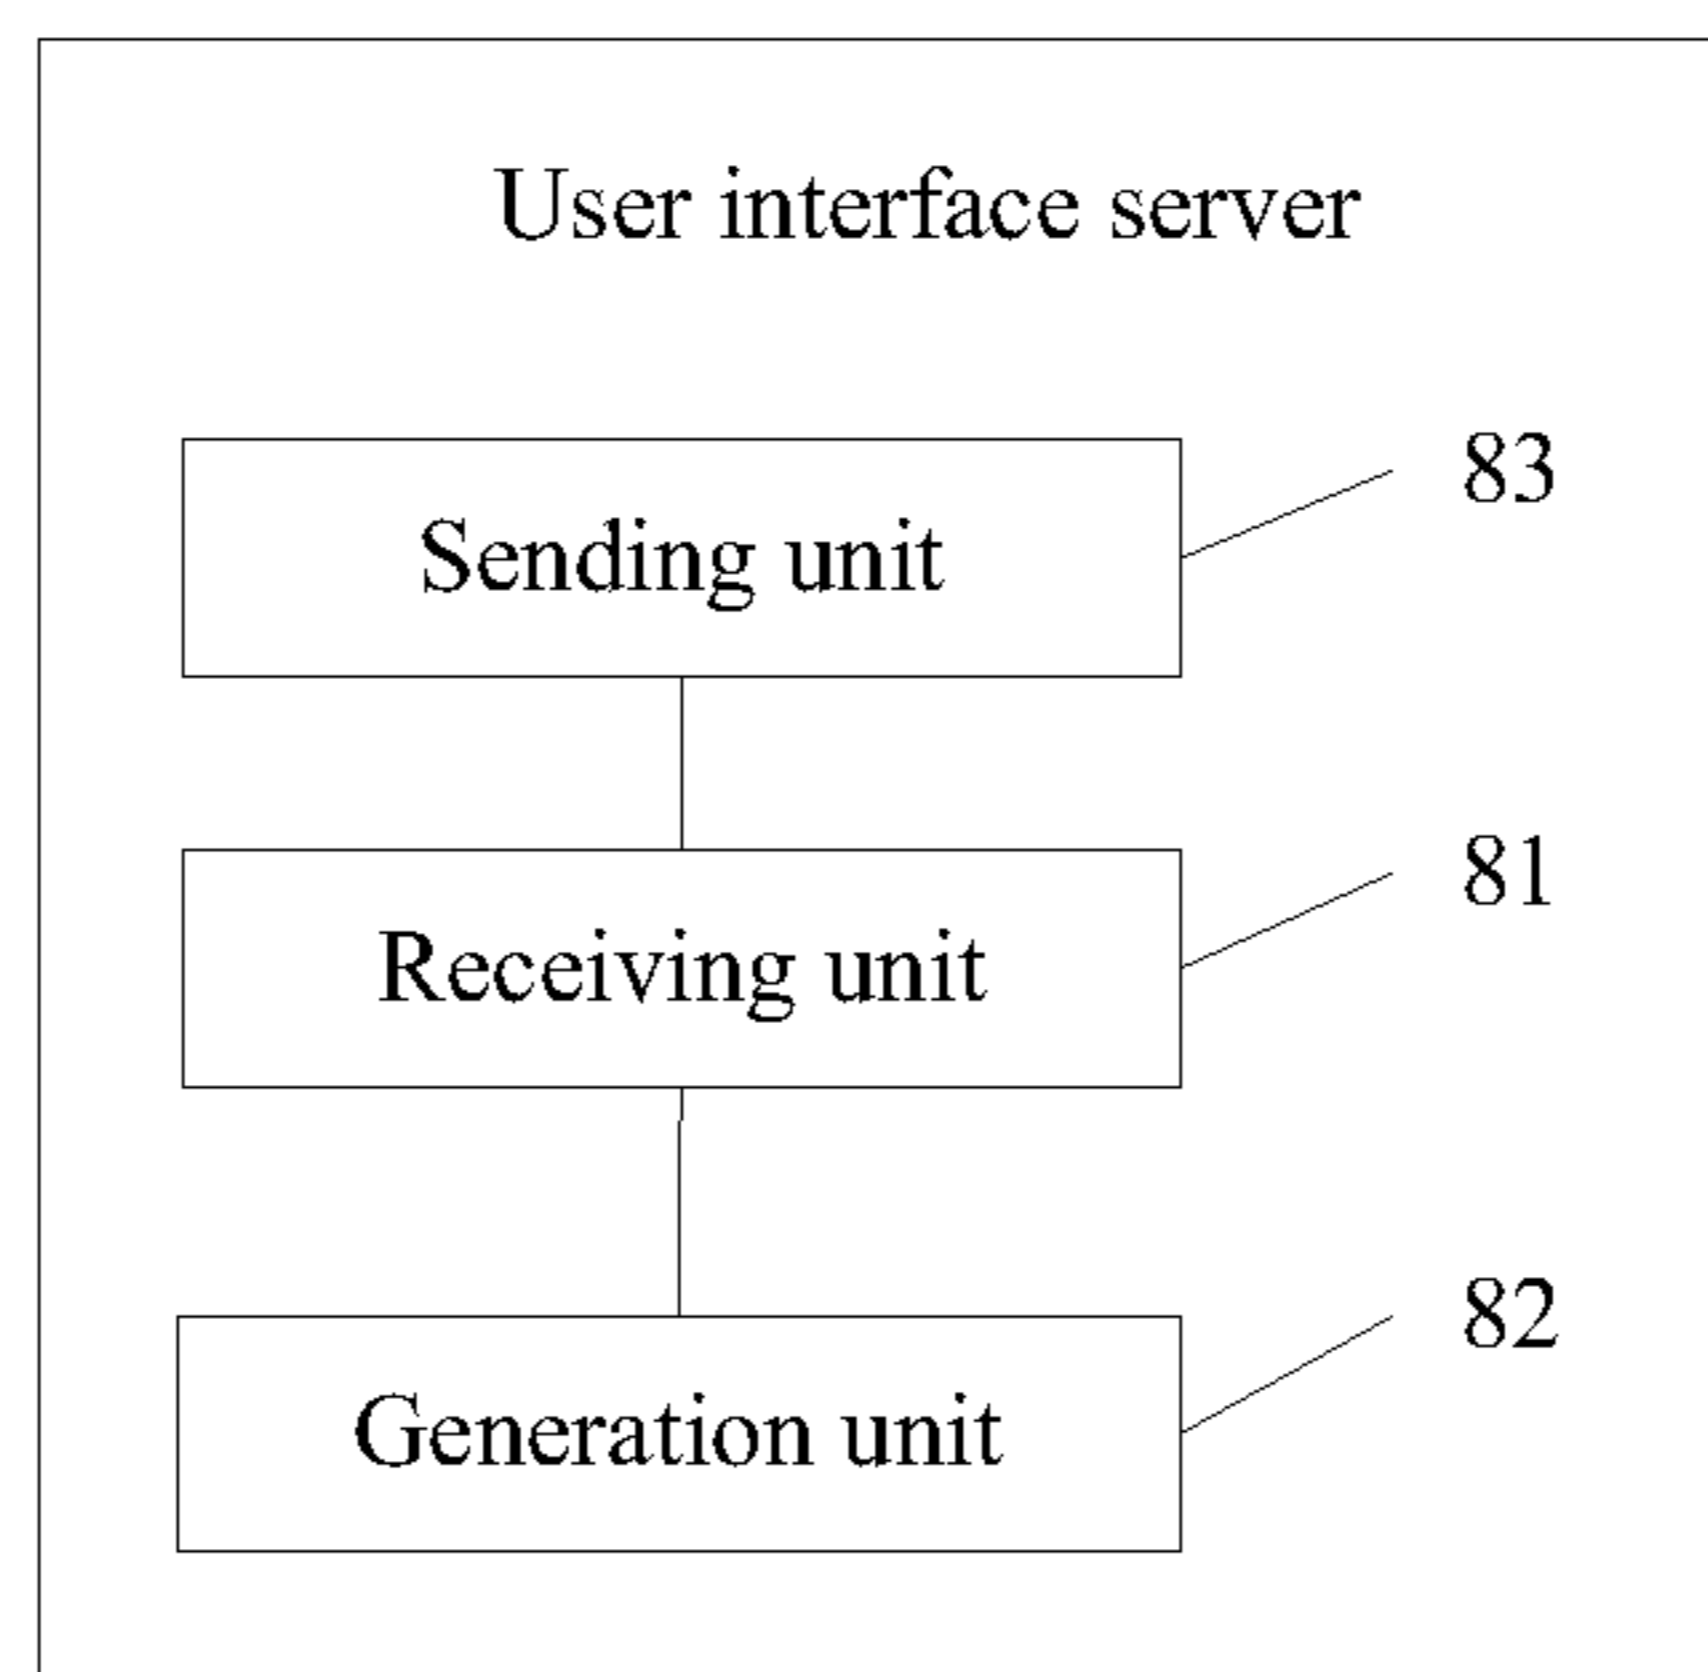 User interface server
Sending unit
83
Receiving unit
81
Generation unit
82